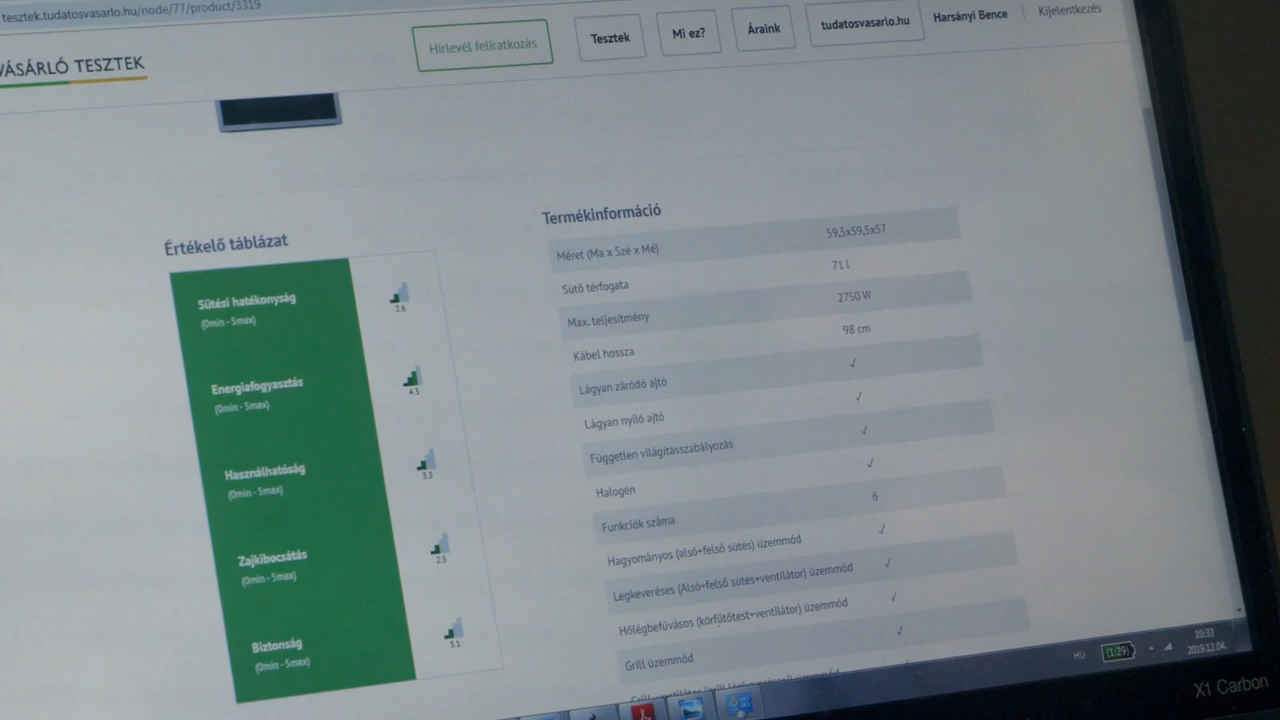 tesztek.tudatosvasarlo.hu/node/77/product/3319
VÁSÁRLÓ TESZTEK
Hírlevél feliratkozás
Tesztek
Mi ez?
Áraink
tudatosvasarlo.hu
Harsányi Bence
Kijelentkezés
Értékelő táblázat
Sütési hatékonyság
(0min - 5max)
2.6
Energiafogyasztás
(0min - 5max)
4.3
Használhatóság
(0min - 5max)
3.3
Zajkibocsátás
(0min - 5max)
2.5
Biztonság
(0min - 5max)
3.1
Termékinformáció
Méret (Ma x Szé x Mé) 59,5x59,5x57
Sütő térfogata 71 l
Max. teljesítmény 2750 W
Kábel hossza 98 cm
Lágyan záródó ajtó ✓
Lágyan nyíló ajtó ✓
Független világításszabályozás ✓
Halogén ✓
Funkciók száma 6
Hagyományos (alsó+felső sütés) üzemmód ✓
Légkeveréses (Alsó+felső sütés+ventilátor) üzemmód ✓
Hőlégbefúvásos (körfűtőtest+ventilátor) üzemmód ✓
Grill üzemmód ✓
HU
(1:29)
10:33
2019.12.04.
X1 Carbon